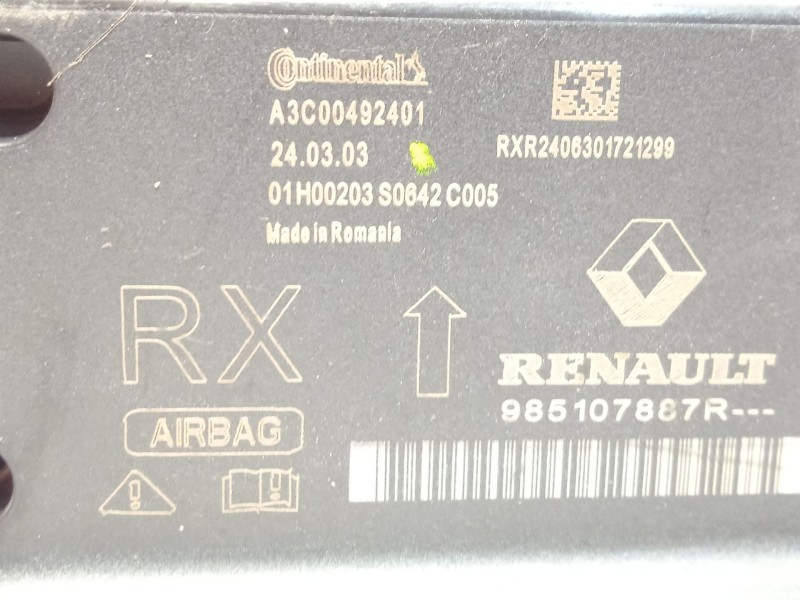 Continental
A3C00492401
24.03.03
01H00203 S0642 C005
Made in Romania
RXR2406301721299
RX
RENAULT
985107887R---
AIRBAG